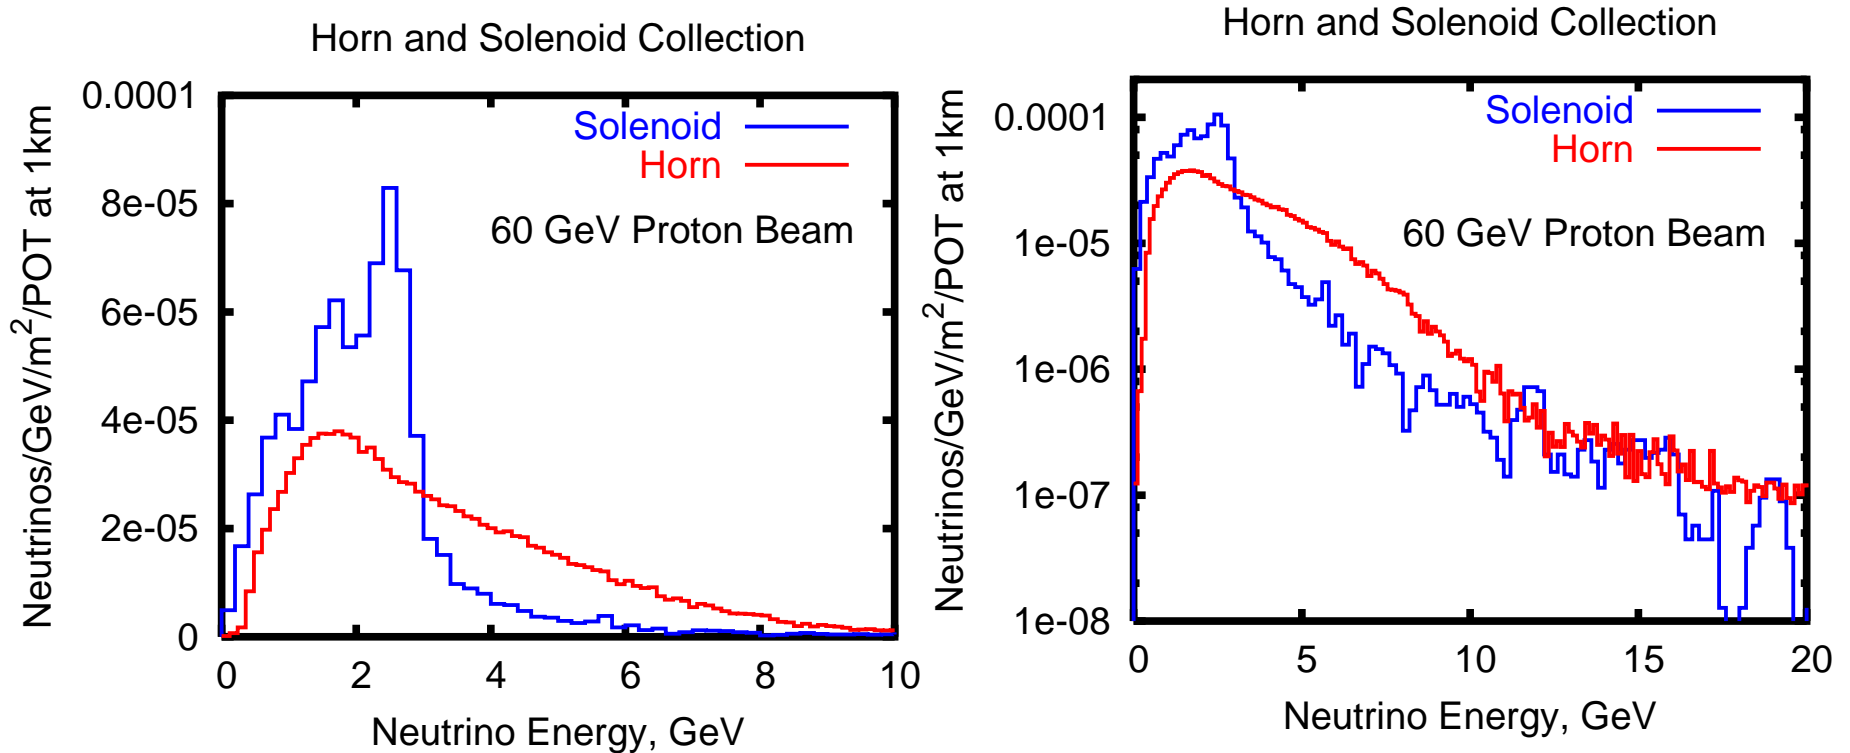 Horn and Solenoid Collection
Neutrinos/GeV/m²/POT at 1km
0.0001
8e-05
6e-05
4e-05
2e-05
0
Solenoid
Horn
60 GeV Proton Beam
0 2 4 6 8 10
Neutrino Energy, GeV
Horn and Solenoid Collection
Neutrinos/GeV/m²/POT at 1km
0.0001
1e-05
1e-06
1e-07
1e-08
Solenoid
Horn
60 GeV Proton Beam
0 5 10 15 20
Neutrino Energy, GeV